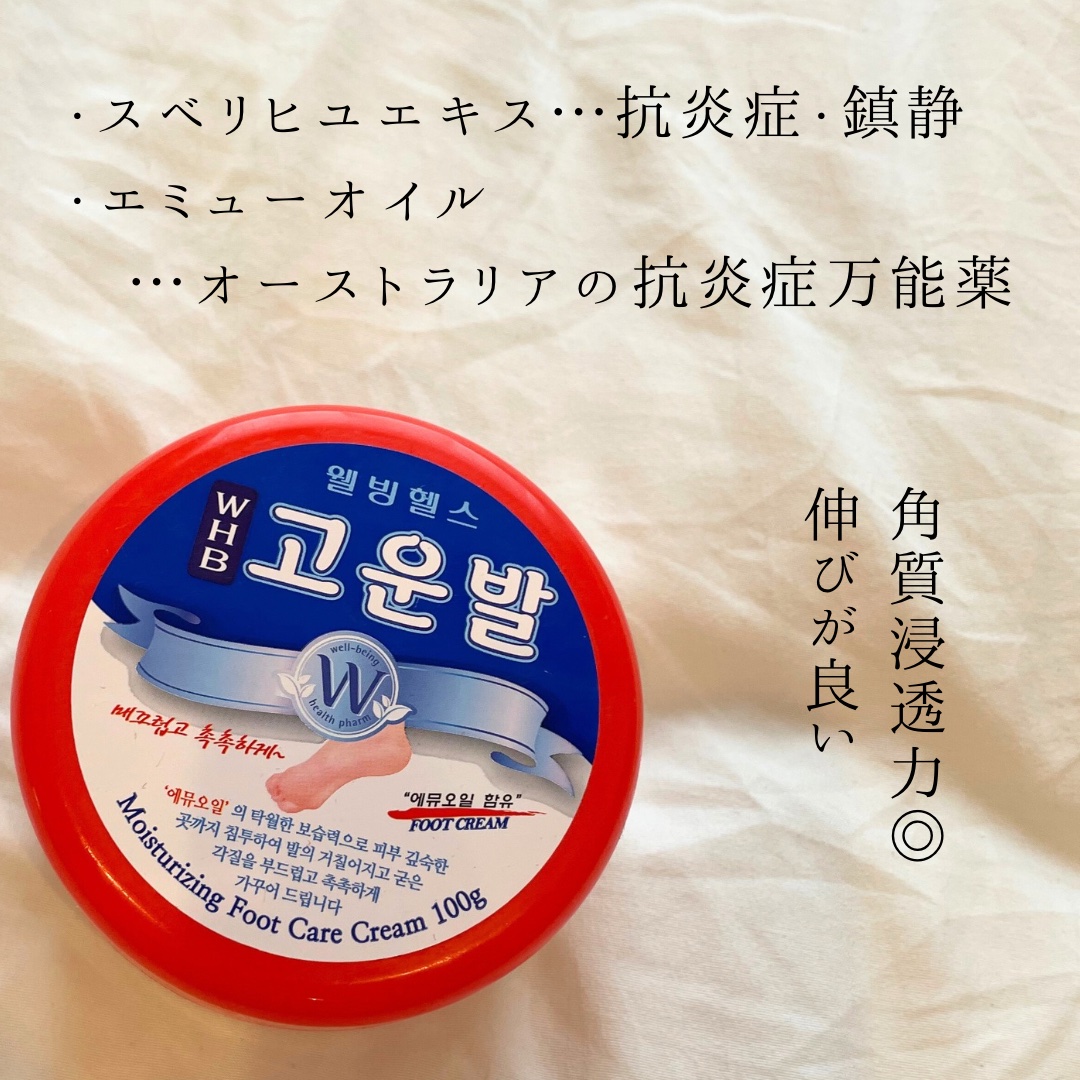 ・スベリヒユエキス…抗炎症・鎮静
・エミューオイル
…オーストラリアの抗炎症万能薬
角質浸透力◎
伸びが良い
웰빙헬스
WHB
고운발
well-being
W
health pharm
매끄럽고 촉촉하게~
"에뮤오일 함유"
FOOT CREAM
'에뮤오일'의 탁월한 보습력으로 피부 깊숙한
곳까지 침투하여 발의 거칠어지고 굳은
각질을 부드럽고 촉촉하게
가꾸어 드립니다
Moisturizing Foot Care Cream 100g